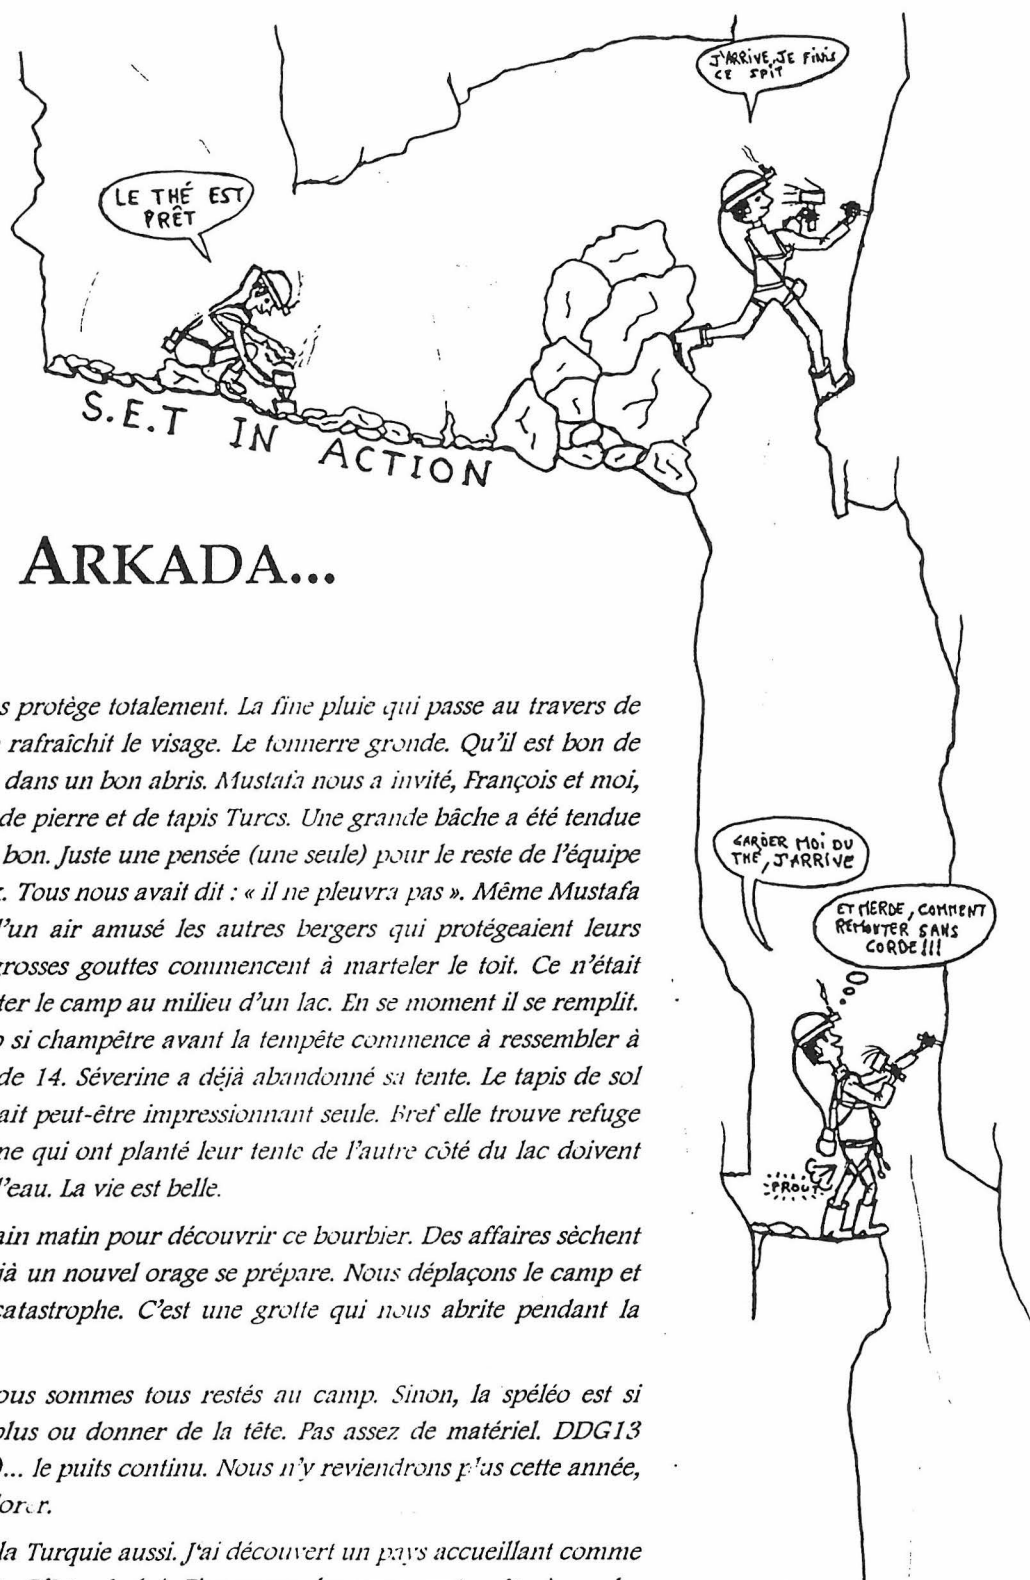 J'ARRIVE, JE FINIS
CE SPIT
LE THÉ EST
PRÊT
S.E.T IN ACTION
ARKADA...
s protège totalement. La fine pluie qui passe au travers de
rafraîchit le visage. Le tonnerre gronde. Qu'il est bon de
dans un bon abris. Mustafa nous a invité, François et moi,
de pierre et de tapis Turcs. Une grande bâche a été tendue
bon. Juste une pensée (une seule) pour le reste de l'équipe
. Tous nous avait dit : « il ne pleuvra pas ». Même Mustafa
'un air amusé les autres bergers qui protégeaient leurs
grosses gouttes commencent à marteler le toit. Ce n'était
ter le camp au milieu d'un lac. En se moment il se remplit.
si champêtre avant la tempête commence à ressembler à
de 14. Séverine a déjà abandonné sa tente. Le tapis de sol
ait peut-être impressionnant seule. Bref elle trouve refuge
ne qui ont planté leur tente de l'autre côté du lac doivent
l'eau. La vie est belle.
ain matin pour découvrir ce bourbier. Des affaires sèchent
jà un nouvel orage se prépare. Nous déplaçons le camp et
catastrophe. C'est une grotte qui nous abrite pendant la
ous sommes tous restés au camp. Sinon, la spéléo est si
plus ou donner de la tête. Pas assez de matériel. DDG13
)... le puits continu. Nous n'y reviendrons plus cette année,
orer.
la Turquie aussi. J'ai découvert un pays accueillant comme
GARDER MOI DU
THÉ, J'ARRIVE
ET MERDE, COMMENT
REMONTER SANS
CORDE!!!
PROUT